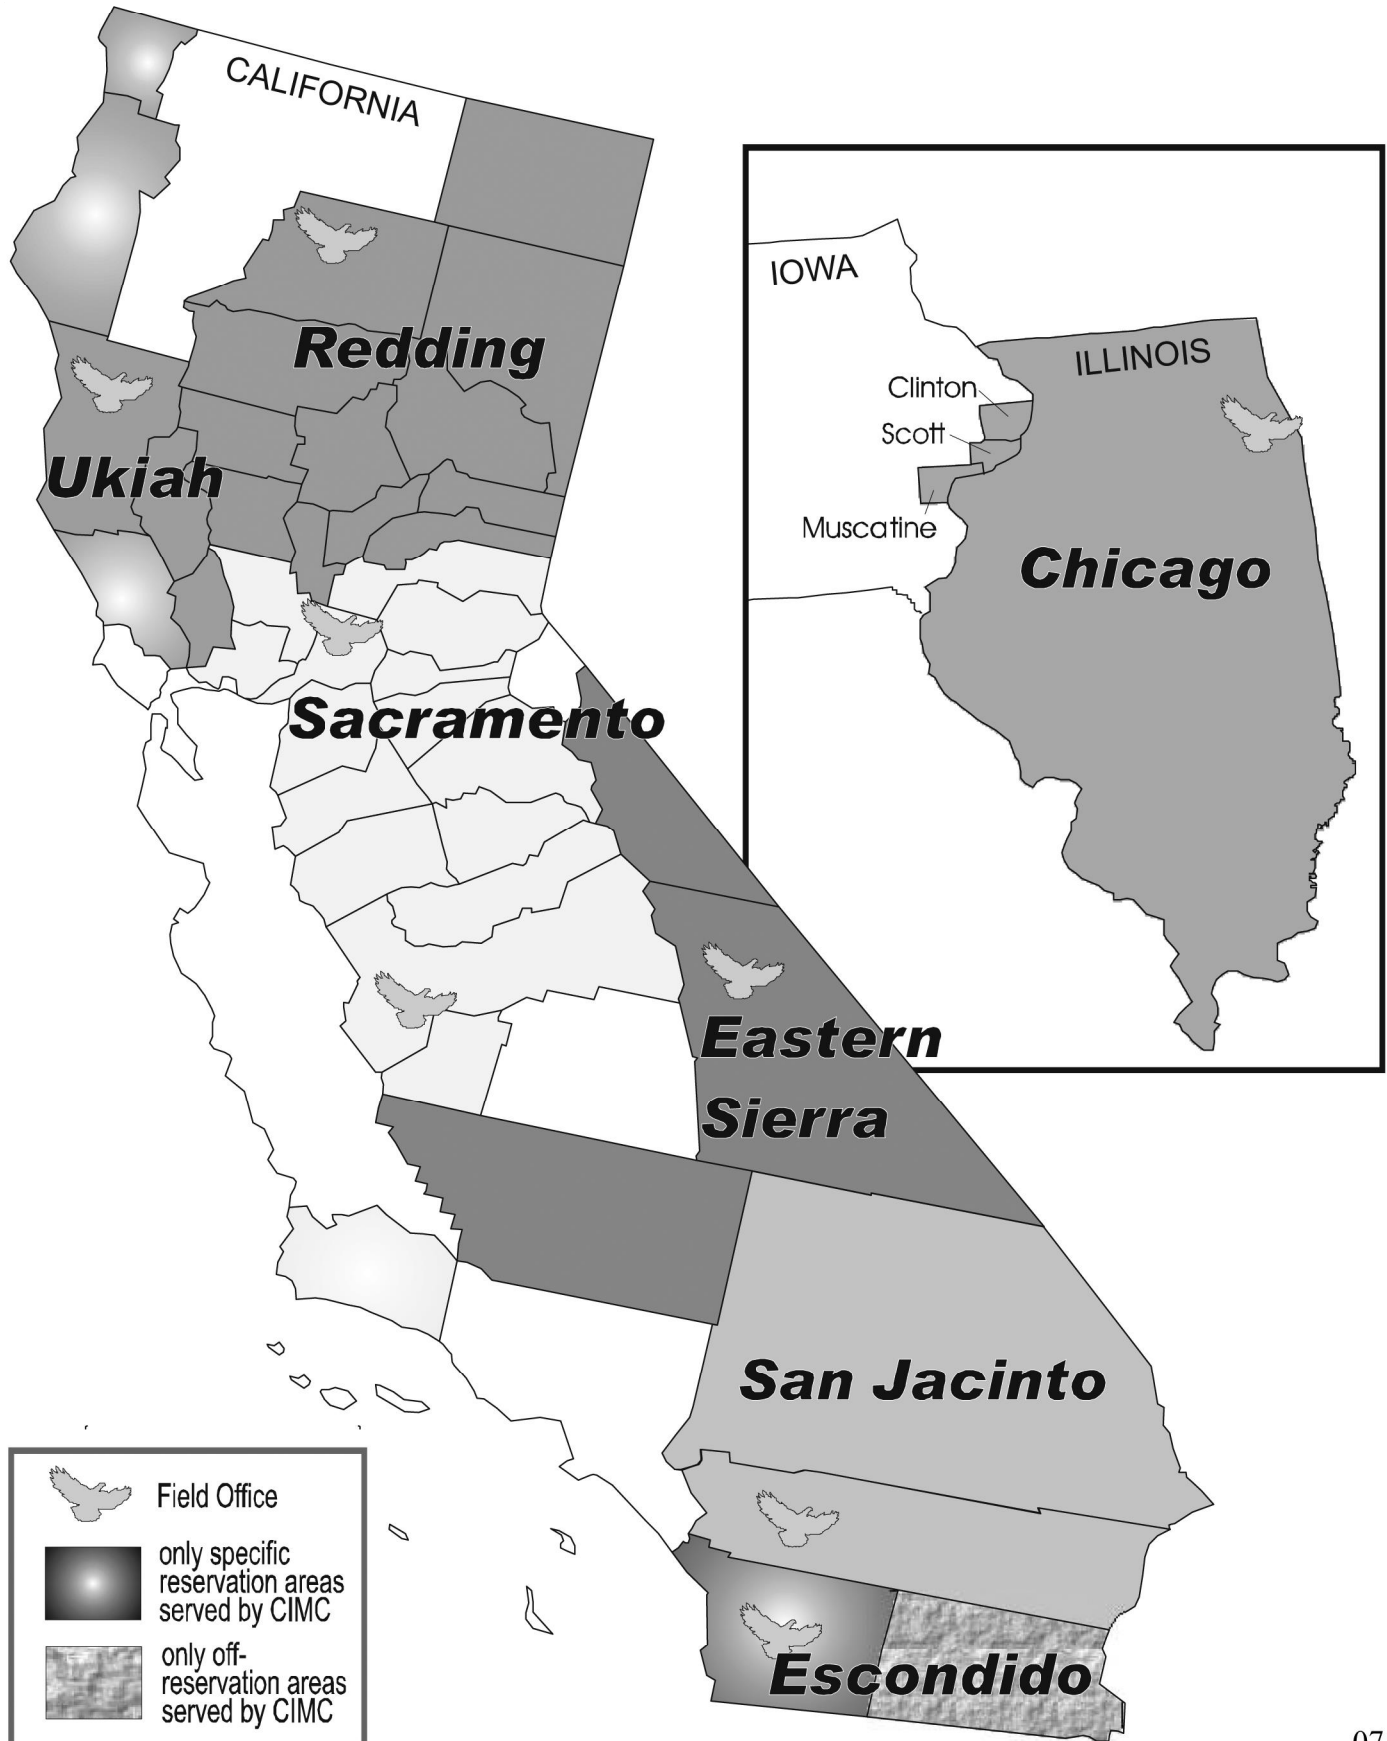 CALIFORNIA
Redding
Ukiah
Sacramento
Eastern
Sierra
San Jacinto
Escondido
IOWA
ILLINOIS
Clinton
Scott
Muscatine
Chicago
Field Office
only specific
reservation areas
served by CIMC
only off-
reservation areas
served by CIMC
07